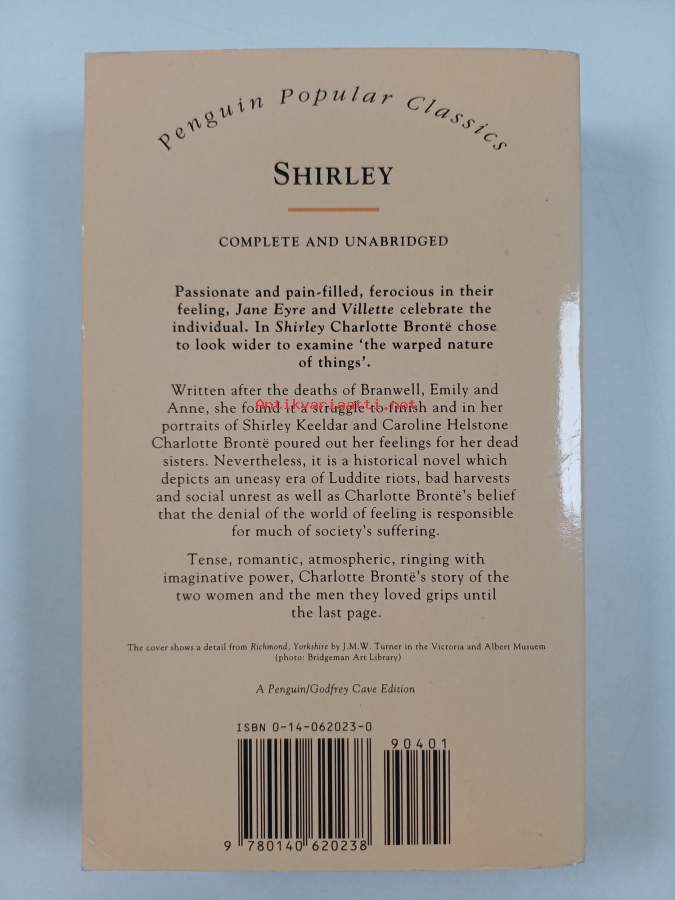 Penguin Popular Classics
SHIRLEY
COMPLETE AND UNABRIDGED
Passionate and pain-filled, ferocious in their
feeling, Jane Eyre and Villette celebrate the
individual. In Shirley Charlotte Brontë chose
to look wider to examine ‘the warped nature
of things’.
Written after the deaths of Branwell, Emily and
Antikvariaatti.net
Anne, she found it a struggle to finish and in her
portraits of Shirley Keeldar and Caroline Helstone
Charlotte Brontë poured out her feelings for her dead
sisters. Nevertheless, it is a historical novel which
depicts an uneasy era of Luddite riots, bad harvests
and social unrest as well as Charlotte Brontë’s belief
that the denial of the world of feeling is responsible
for much of society’s suffering.
Tense, romantic, atmospheric, ringing with
imaginative power, Charlotte Brontë’s story of the
two women and the men they loved grips until
the last page.
The cover shows a detail from Richmond, Yorkshire by J.M.W. Turner in the Victoria and Albert Musuem
(photo: Bridgeman Art Library)
A Penguin/Godfrey Cave Edition
ISBN 0-14-062023-0
90401
9 780140 620238